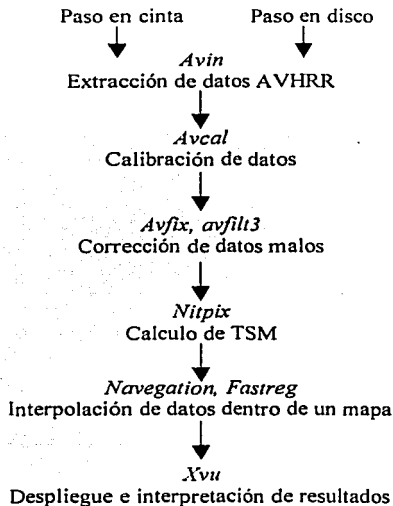 Paso en cinta Paso en disco
Avin
Extracción de datos AVHRR
Avcal
Calibración de datos
Avfix, avfilt3
Corrección de datos malos
Nitpix
Calculo de TSM
Navegation, Fastreg
Interpolación de datos dentro de un mapa
Xvu
Despliegue e interpretación de resultados